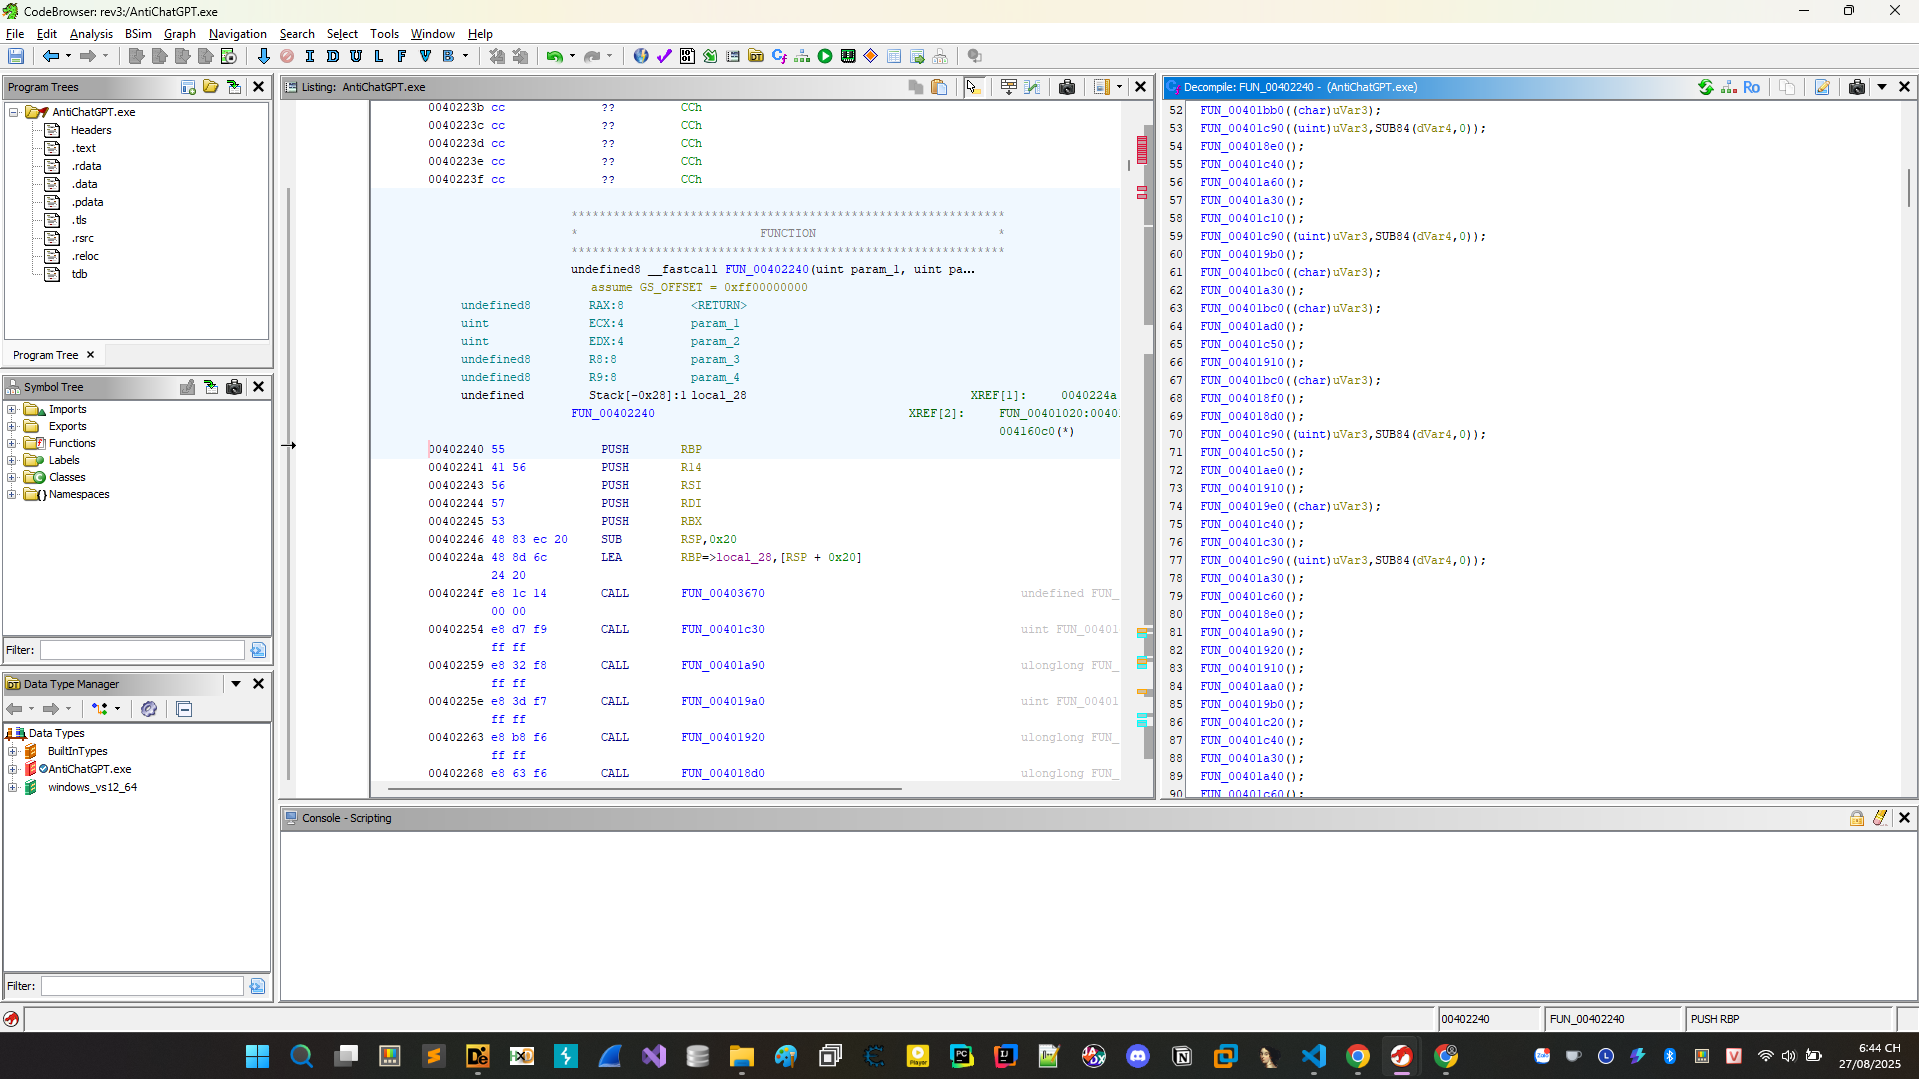 CodeBrowser: rev3:/AntiChatGPT.exe
File Edit Analysis BSim Graph Navigation Search Select Tools Window Help
I D U L F V B
Program Trees
AntiChatGPT.exe
Headers
.text
.rdata
.data
.pdata
.tls
.rsrc
.reloc
tdb
Program Tree
Symbol Tree
Imports
Exports
Functions
Labels
Classes
Namespaces
Filter:
Data Type Manager
Data Types
BuiltInTypes
AntiChatGPT.exe
windows_vs12_64
Filter:
Listing: AntiChatGPT.exe
0040223b cc ?? CCh
0040223c cc ?? CCh
0040223d cc ?? CCh
0040223e cc ?? CCh
0040223f cc ?? CCh
* FUNCTION *
undefined8 __fastcall FUN_00402240(uint param_1, uint pa...
assume GS_OFFSET = 0xff00000000
undefined8 RAX:8 <RETURN>
uint ECX:4 param_1
uint EDX:4 param_2
undefined8 R8:8 param_3
undefined8 R9:8 param_4
undefined Stack[-0x28]:1 local_28 XREF[1]: 0040224a
FUN_00402240 XREF[2]: FUN_00401020:0040
004160c0(*)
00402240 55 PUSH RBP
00402241 41 56 PUSH R14
00402243 56 PUSH RSI
00402244 57 PUSH RDI
00402245 53 PUSH RBX
00402246 48 83 ec 20 SUB RSP,0x20
0040224a 48 8d 6c LEA RBP=>local_28,[RSP + 0x20]
24 20
0040224f e8 1c 14 CALL FUN_00403670 undefined FUN_
00 00
00402254 e8 d7 f9 CALL FUN_00401c30 uint FUN_00401
ff ff
00402259 e8 32 f8 CALL FUN_00401a90 ulonglong FUN_
ff ff
0040225e e8 3d f7 CALL FUN_004019a0 uint FUN_00401
ff ff
00402263 e8 b8 f6 CALL FUN_00401920 ulonglong FUN_
ff ff
00402268 e8 63 f6 CALL FUN_004018d0 ulonglong FUN_
Decompile: FUN_00402240 - (AntiChatGPT.exe)
Ro
52 FUN_00401bb0((char)uVar3);
53 FUN_00401c90((uint)uVar3,SUB84(dVar4,0));
54 FUN_004018e0();
55 FUN_00401c40();
56 FUN_00401a60();
57 FUN_00401a30();
58 FUN_00401c10();
59 FUN_00401c90((uint)uVar3,SUB84(dVar4,0));
60 FUN_004019b0();
61 FUN_00401bc0((char)uVar3);
62 FUN_00401a30();
63 FUN_00401bc0((char)uVar3);
64 FUN_00401ad0();
65 FUN_00401c50();
66 FUN_00401910();
67 FUN_00401bc0((char)uVar3);
68 FUN_004018f0();
69 FUN_004018d0();
70 FUN_00401c90((uint)uVar3,SUB84(dVar4,0));
71 FUN_00401c50();
72 FUN_00401ae0();
73 FUN_00401910();
74 FUN_004019e0((char)uVar3);
75 FUN_00401c40();
76 FUN_00401c30();
77 FUN_00401c90((uint)uVar3,SUB84(dVar4,0));
78 FUN_00401a30();
79 FUN_00401c60();
80 FUN_004018e0();
81 FUN_00401a90();
82 FUN_00401920();
83 FUN_00401910();
84 FUN_00401aa0();
85 FUN_004019b0();
86 FUN_00401c20();
87 FUN_00401c40();
88 FUN_00401a30();
89 FUN_00401a40();
90 FUN_00401c60();
Console - Scripting
00402240 FUN_00402240 PUSH RBP
6:44 CH
27/08/2025